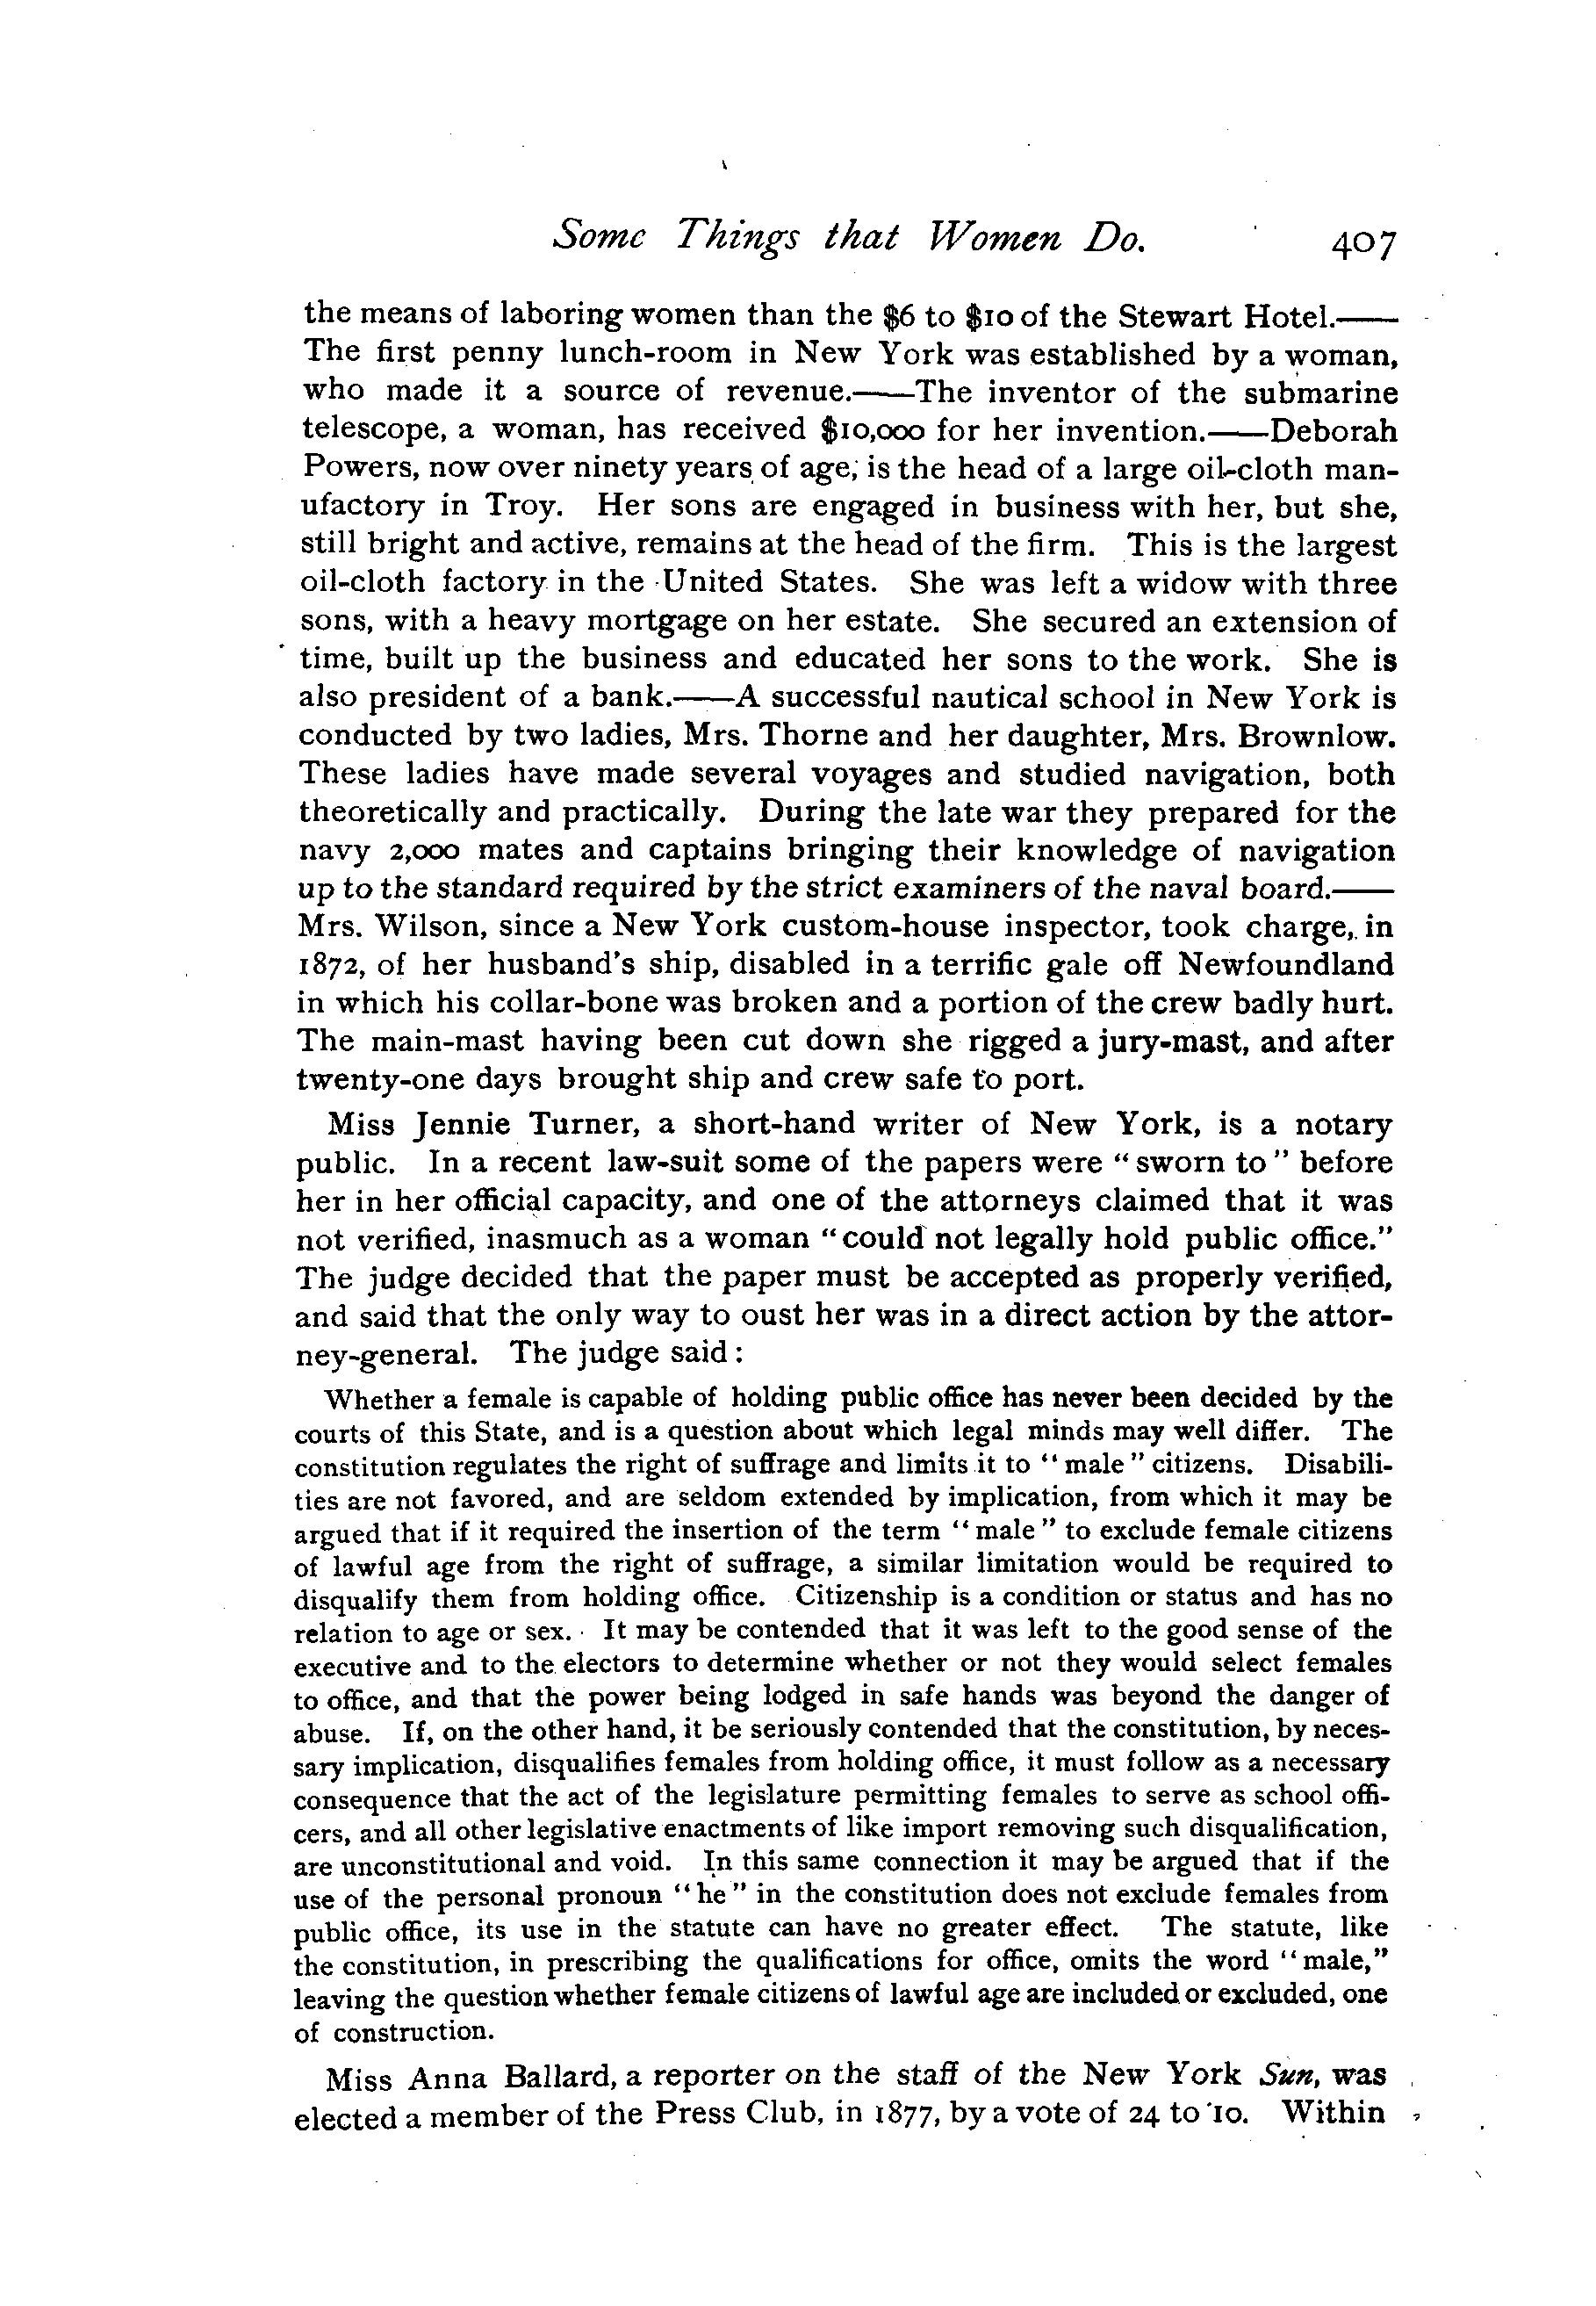 Some Things that Women Do. 407
the means of laboring women than the $6 to $10 of the Stewart Hotel.——
The first penny lunch-room in New York was established by a woman,
who made it a source of revenue.——The inventor of the submarine
telescope, a woman, has received $10,000 for her invention.——Deborah
Powers, now over ninety years of age, is the head of a large oil-cloth man-
ufactory in Troy. Her sons are engaged in business with her, but she,
still bright and active, remains at the head of the firm. This is the largest
oil-cloth factory in the United States. She was left a widow with three
sons, with a heavy mortgage on her estate. She secured an extension of
time, built up the business and educated her sons to the work. She is
also president of a bank.——A successful nautical school in New York is
conducted by two ladies, Mrs. Thorne and her daughter, Mrs. Brownlow.
These ladies have made several voyages and studied navigation, both
theoretically and practically. During the late war they prepared for the
navy 2,000 mates and captains bringing their knowledge of navigation
up to the standard required by the strict examiners of the naval board.——
Mrs. Wilson, since a New York custom-house inspector, took charge, in
1872, of her husband's ship, disabled in a terrific gale off Newfoundland
in which his collar-bone was broken and a portion of the crew badly hurt.
The main-mast having been cut down she rigged a jury-mast, and after
twenty-one days brought ship and crew safe to port.
Miss Jennie Turner, a short-hand writer of New York, is a notary
public. In a recent law-suit some of the papers were "sworn to" before
her in her official capacity, and one of the attorneys claimed that it was
not verified, inasmuch as a woman "could not legally hold public office."
The judge decided that the paper must be accepted as properly verified,
and said that the only way to oust her was in a direct action by the attor-
ney-general. The judge said:
Whether a female is capable of holding public office has never been decided by the
courts of this State, and is a question about which legal minds may well differ. The
constitution regulates the right of suffrage and limits it to "male" citizens. Disabili-
ties are not favored, and are seldom extended by implication, from which it may be
argued that if it required the insertion of the term "male" to exclude female citizens
of lawful age from the right of suffrage, a similar limitation would be required to
disqualify them from holding office. Citizenship is a condition or status and has no
relation to age or sex. It may be contended that it was left to the good sense of the
executive and to the electors to determine whether or not they would select females
to office, and that the power being lodged in safe hands was beyond the danger of
abuse. If, on the other hand, it be seriously contended that the constitution, by neces-
sary implication, disqualifies females from holding office, it must follow as a necessary
consequence that the act of the legislature permitting females to serve as school offi-
cers, and all other legislative enactments of like import removing such disqualification,
are unconstitutional and void. In this same connection it may be argued that if the
use of the personal pronoun "he" in the constitution does not exclude females from
public office, its use in the statute can have no greater effect. The statute, like
the constitution, in prescribing the qualifications for office, omits the word "male,"
leaving the question whether female citizens of lawful age are included or excluded, one
of construction.
Miss Anna Ballard, a reporter on the staff of the New York Sun, was
elected a member of the Press Club, in 1877, by a vote of 24 to 10. Within